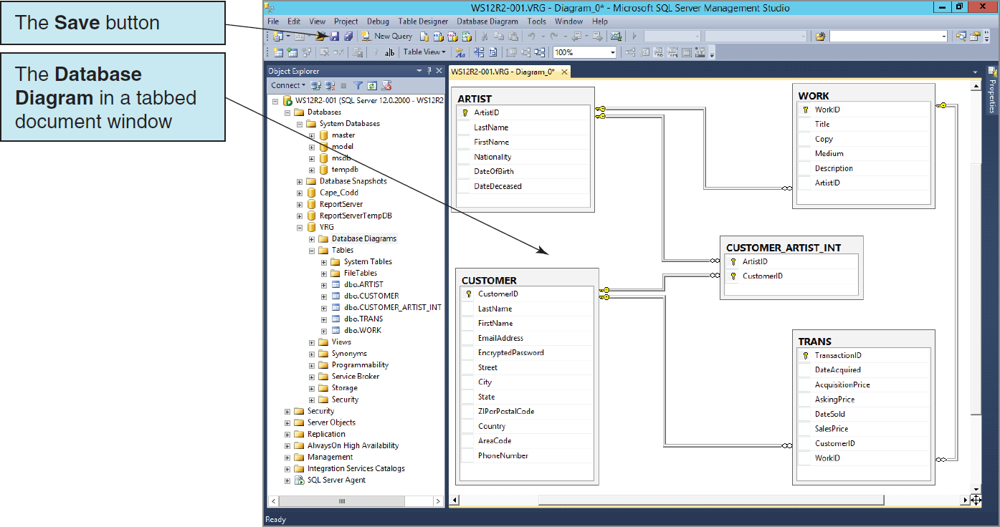 The Save button
The Database
Diagram in a tabbed
document window
WS12R2-001.VRG - Diagram_0* - Microsoft SQL Server Management Studio
File Edit View Project Debug Table Designer Database Diagram Tools Window Help
New Query
Table View 100%
Object Explorer
Connect
WS12R2-001 (SQL Server 12.0.2000 - WS12R2
Databases
System Databases
master
model
msdb
tempdb
Database Snapshots
Cape_Codd
ReportServer
ReportServerTempDB
VRG
Database Diagrams
Tables
System Tables
FileTables
dbo.ARTIST
dbo.CUSTOMER
dbo.CUSTOMER_ARTIST_INT
dbo.TRANS
dbo.WORK
Views
Synonyms
Programmability
Service Broker
Storage
Security
Security
Server Objects
Replication
AlwaysOn High Availability
Management
Integration Services Catalogs
SQL Server Agent
WS12R2-001.VRG - Diagram_0*
ARTIST
ArtistID
LastName
FirstName
Nationality
DateOfBirth
DateDeceased
WORK
WorkID
Title
Copy
Medium
Description
ArtistID
CUSTOMER_ARTIST_INT
ArtistID
CustomerID
CUSTOMER
CustomerID
LastName
FirstName
EmailAddress
EncryptedPassword
Street
City
State
ZIPorPostalCode
Country
AreaCode
PhoneNumber
TRANS
TransactionID
DateAcquired
AcquisitionPrice
AskingPrice
DateSold
SalesPrice
CustomerID
WorkID
Properties
Ready